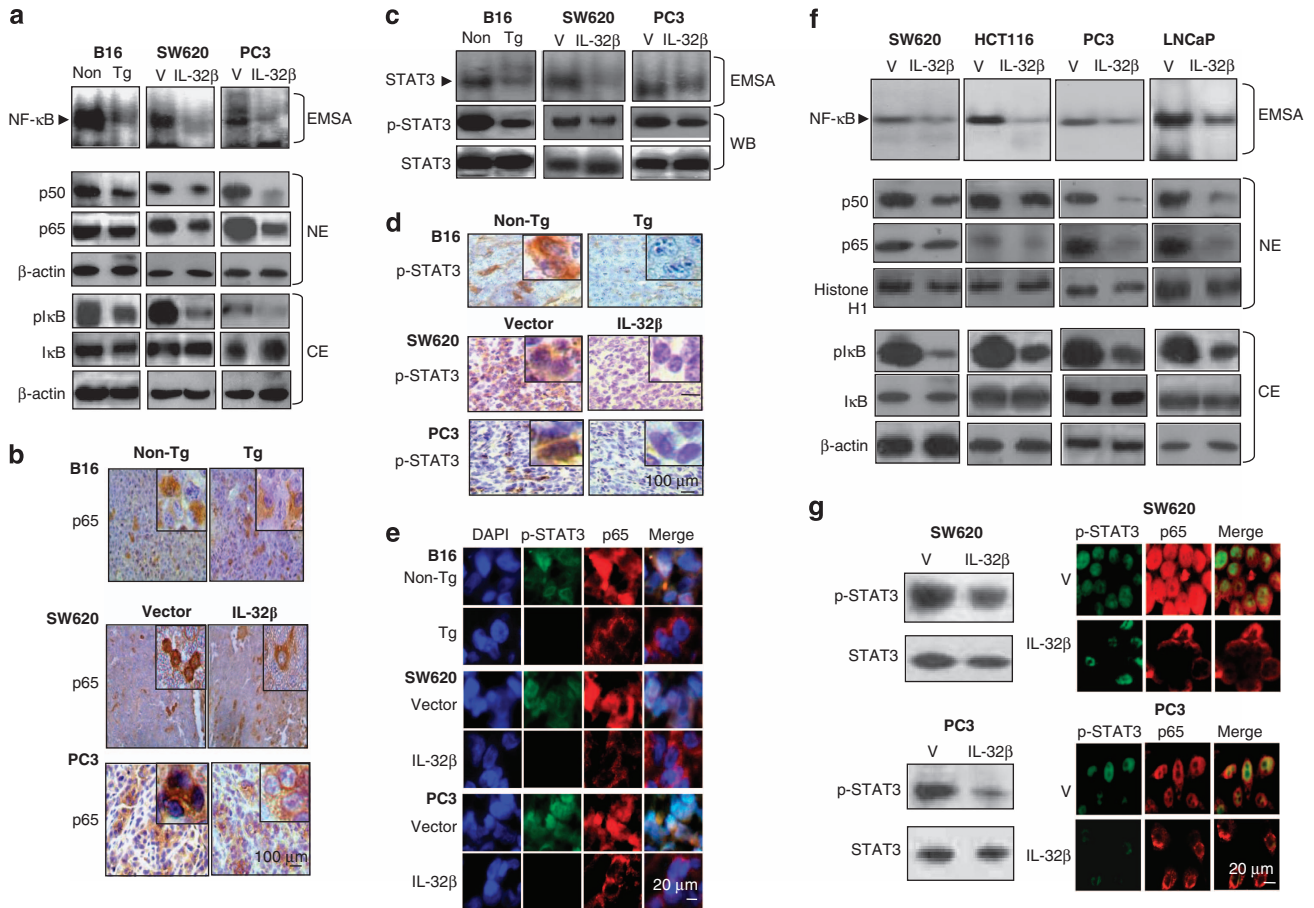 a
B16 SW620 PC3
Non Tg V IL-32β V IL-32β
NF-κB EMSA
p50
p65 NE
β-actin
pIκB
IκB CE
β-actin
b
Non-Tg Tg
B16
p65
Vector IL-32β
SW620
p65
PC3
p65
100 μm
c
B16 SW620 PC3
Non Tg V IL-32β V IL-32β
STAT3 EMSA
p-STAT3
WB
STAT3
d
Non-Tg Tg
B16
p-STAT3
Vector IL-32β
SW620
p-STAT3
PC3
p-STAT3
100 μm
e
DAPI p-STAT3 p65 Merge
B16
Non-Tg
Tg
SW620
Vector
IL-32β
PC3
Vector
IL-32β
20 μm
f
SW620 HCT116 PC3 LNCaP
V IL-32β V IL-32β V IL-32β V IL-32β
NF-κB EMSA
p50
p65 NE
Histone
H1
pIκB
IκB CE
β-actin
g
SW620
V IL-32β
p-STAT3
STAT3
PC3
V IL-32β
p-STAT3
STAT3
SW620
p-STAT3 p65 Merge
V
IL-32β
PC3
p-STAT3 p65 Merge
V
IL-32β
20 μm